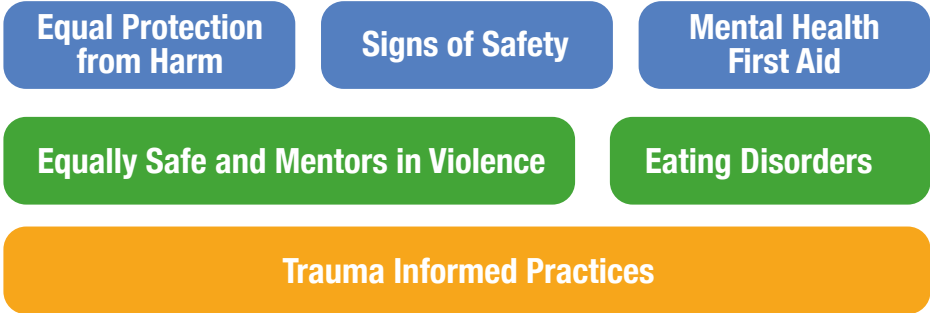 Equal Protection
from Harm
Signs of Safety
Mental Health
First Aid
Equally Safe and Mentors in Violence
Eating Disorders
Trauma Informed Practices